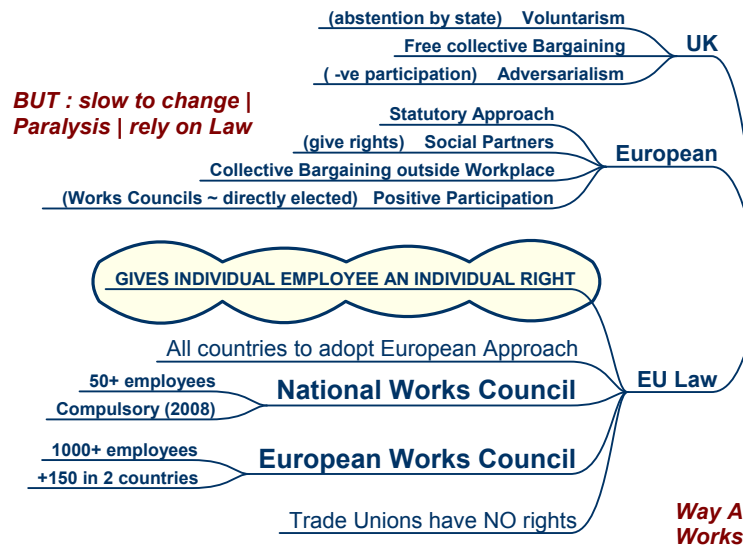 (abstention by state) Voluntarism
Free collective Bargaining
( -ve participation) Adversarialism
UK
BUT : slow to change |
Paralysis | rely on Law
Statutory Approach
(give rights) Social Partners
Collective Bargaining outside Workplace
(Works Councils ~ directly elected) Positive Participation
European
GIVES INDIVIDUAL EMPLOYEE AN INDIVIDUAL RIGHT
All countries to adopt European Approach
50+ employees
Compulsory (2008)
National Works Council
EU Law
1000+ employees
+150 in 2 countries
European Works Council
Trade Unions have NO rights
Way A
Works